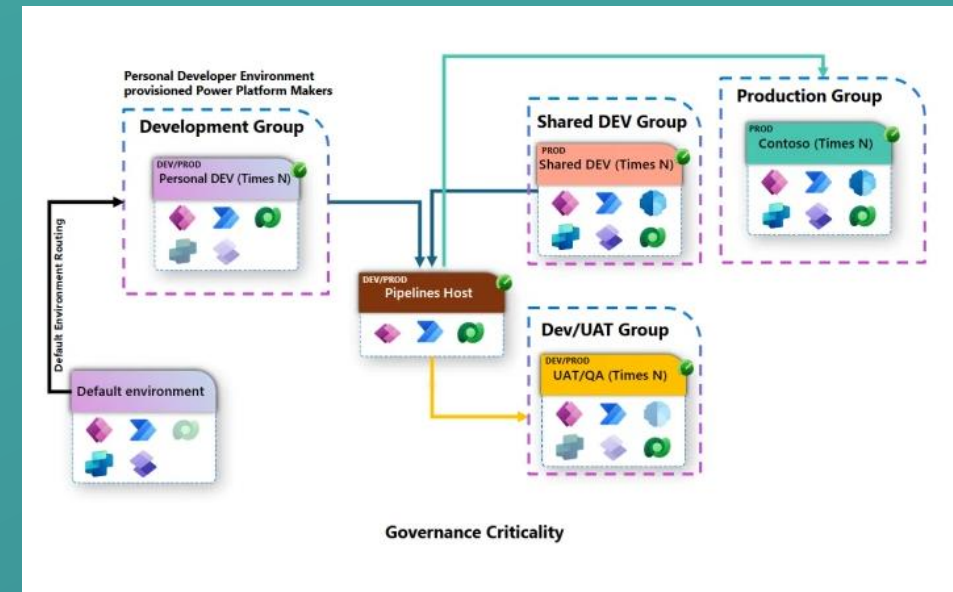 Personal Developer Environment
provisioned Power Platform Makers
Development Group
DEV/PROD
Personal DEV (Times N)
Default Environment Routing
Default environment
DEV/PROD
Pipelines Host
Shared DEV Group
PROD
Shared DEV (Times N)
Dev/UAT Group
DEV/PROD
UAT/QA (Times N)
Production Group
PROD
Contoso (Times N)
Governance Criticality